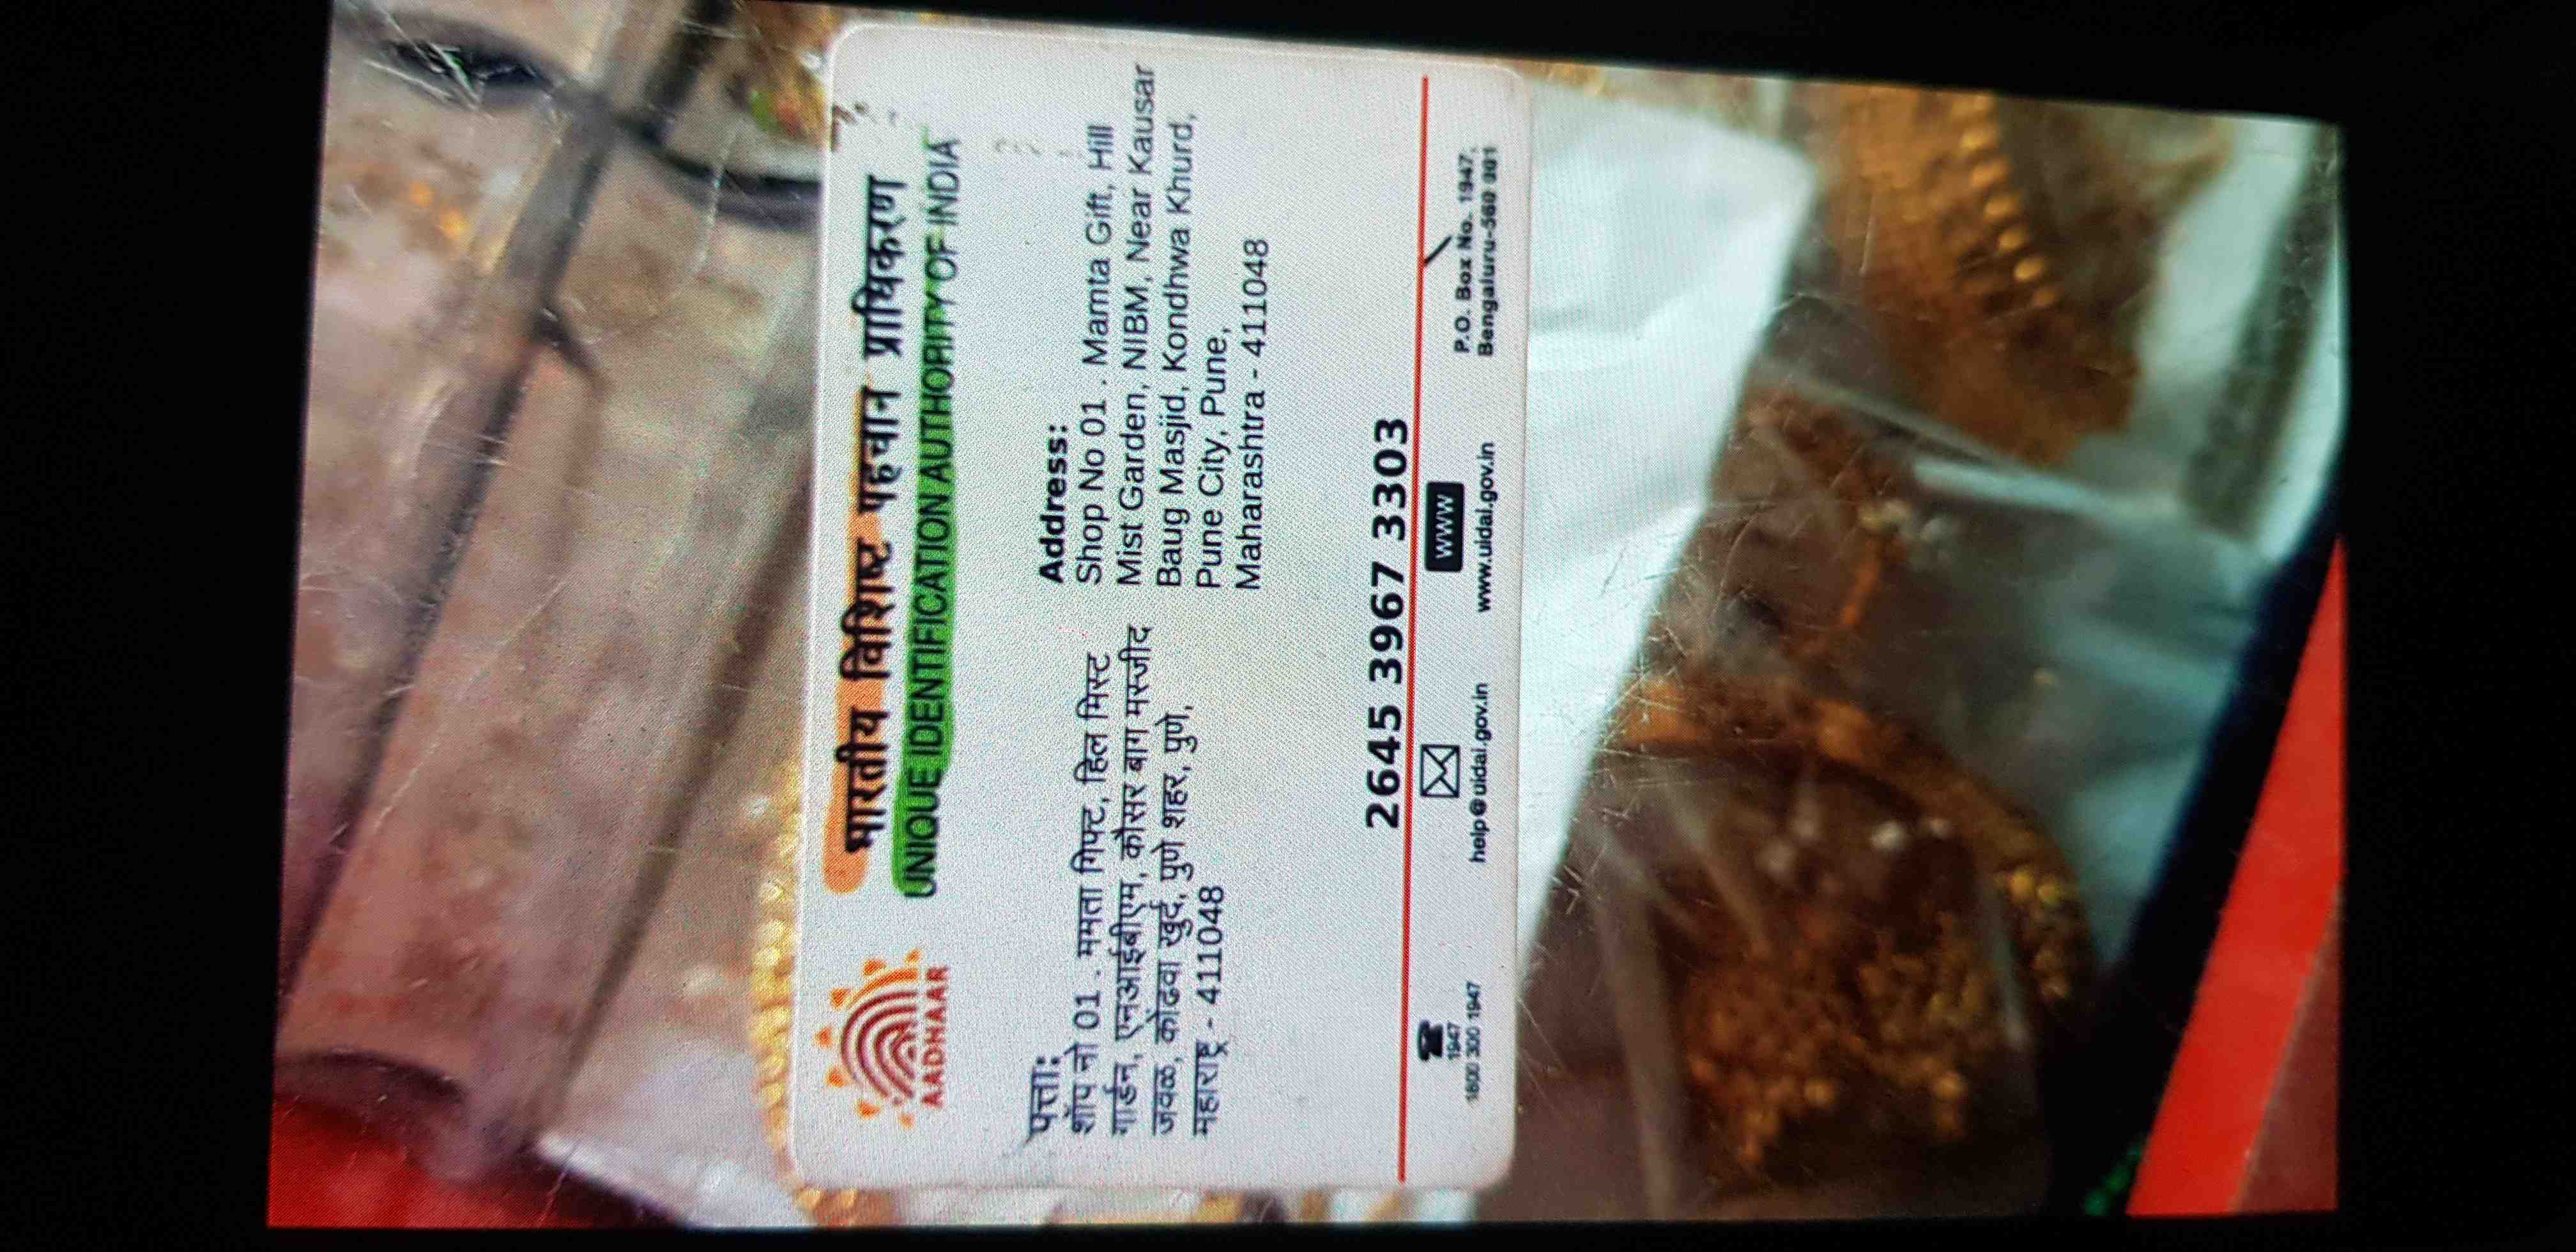 भारतीय विशिष्ट पहचान प्राधिकरण
UNIQUE IDENTIFICATION AUTHORITY OF INDIA
AADHAAR
पत्ता:
शॉप नो 01 . ममता गिफ्ट, हिल मिस्ट
गार्डन, एनआईबीएम, कौसर बाग मस्जीद
जवळ, कोंढवा खुर्द, पुणे शहर, पुणे,
महाराष्ट्र - 411048
Address:
Shop No 01 . Mamta Gift, Hill
Mist Garden, NIBM, Near Kausar
Baug Masjid, Kondhwa Khurd,
Pune City, Pune,
Maharashtra - 411048
2645 3967 3303
1947
1800 300 1947
help@uidai.gov.in
WWW
www.uidai.gov.in
P.O. Box No. 1947,
Bengaluru-560 001